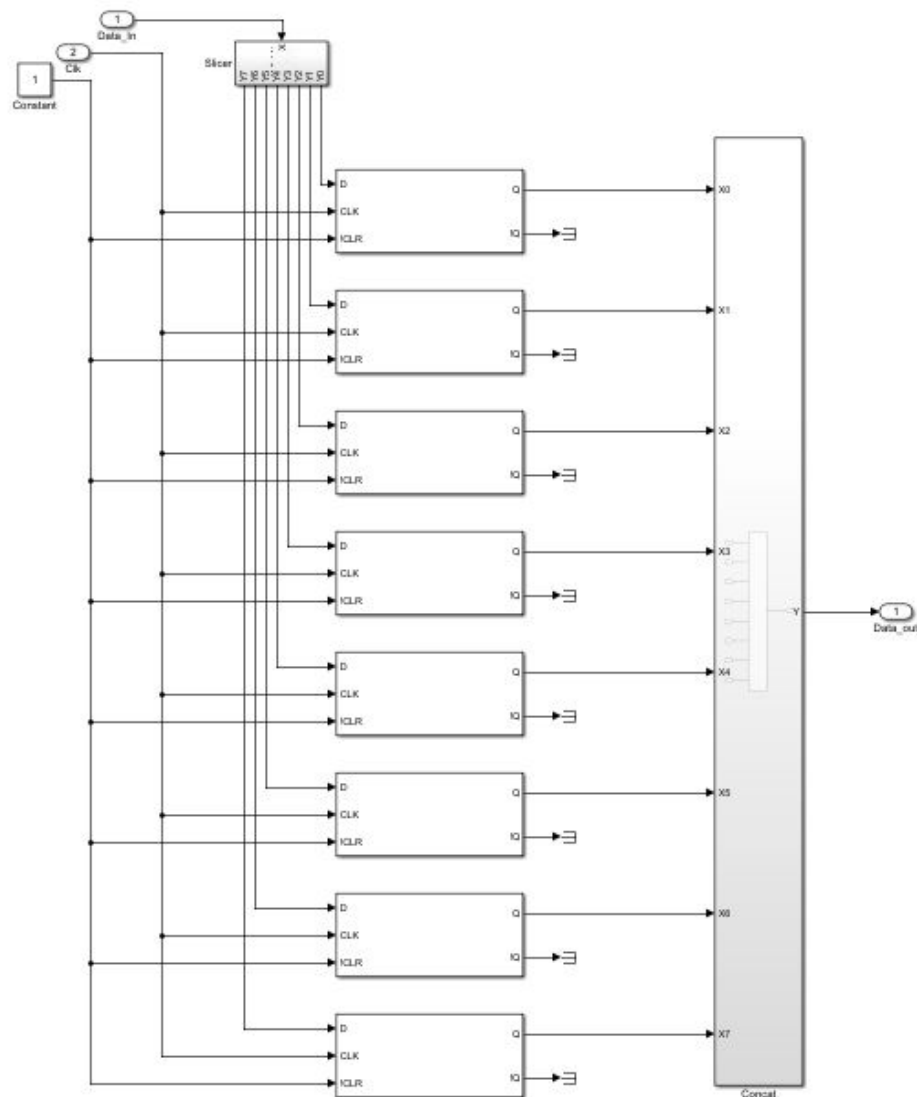 1
Data_In
2
Clk
1
Constant
Slicer
X
Y7
Y6
Y5
Y4
Y3
Y2
Y1
Y0
D
CLK
!CLR
Q
!Q
X0
D
CLK
!CLR
Q
!Q
X1
D
CLK
!CLR
Q
!Q
X2
D
CLK
!CLR
Q
!Q
X3
D
CLK
!CLR
Q
!Q
X4
Y
1
Data_out
D
CLK
!CLR
Q
!Q
X5
D
CLK
!CLR
Q
!Q
X6
D
CLK
!CLR
Q
!Q
X7
Concat